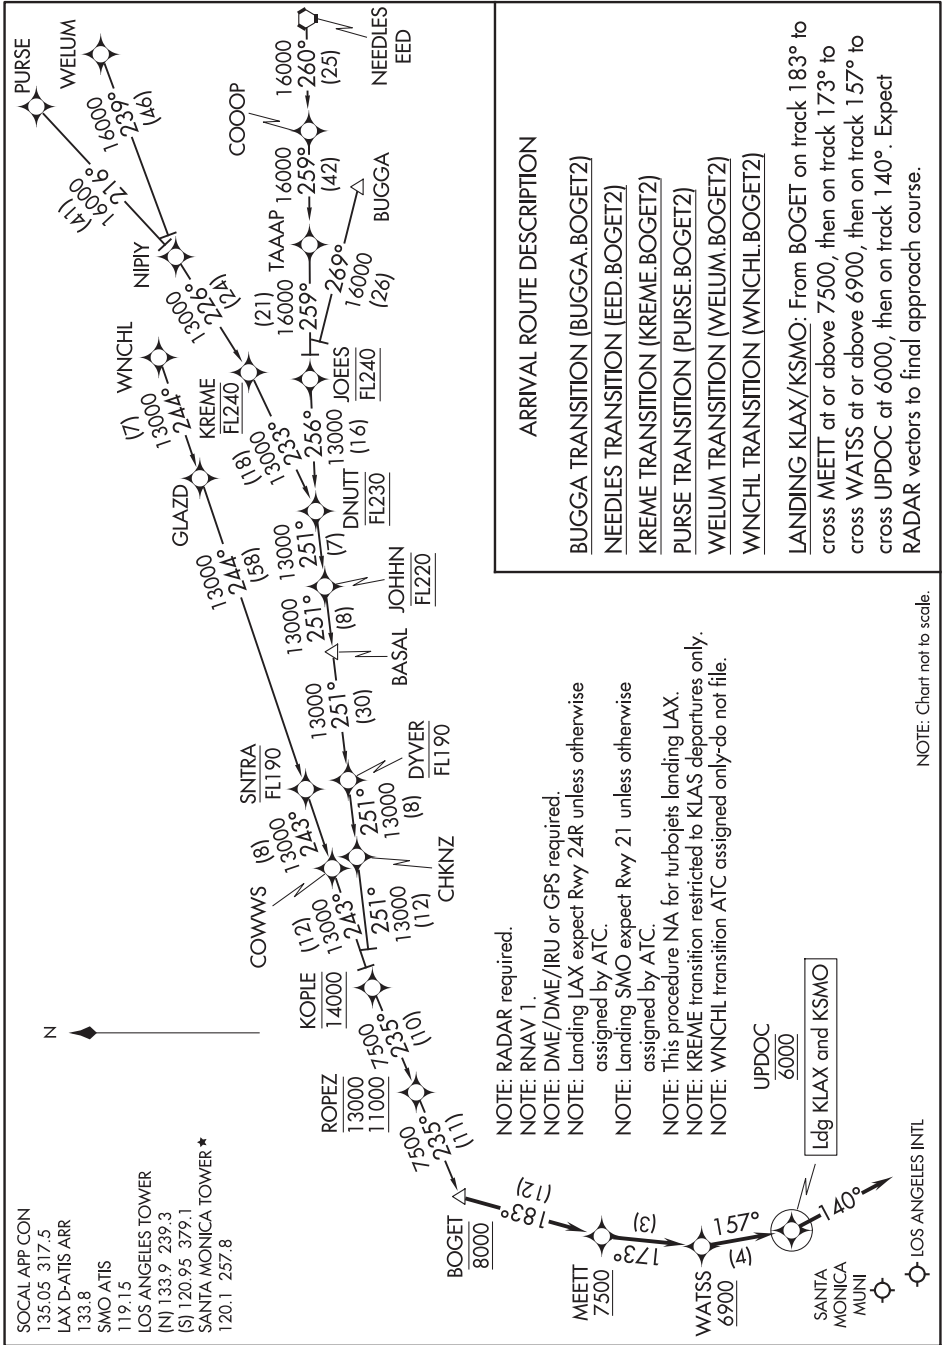 SOCAL APP CON
135.05 317.5
LAX D-ATIS ARR
133.8
SMO ATIS
119.15
LOS ANGELES TOWER
(N) 133.9 239.3
(S) 120.95 379.1
SANTA MONICA TOWER ★
120.1 257.8
N
PURSE
16000
216°
(41)
WELUM
16000
239°
(46)
NIPIY
13000
226°
(24)
KREME
FL240
(18)
13000
233°
WNCHL
(7)
13000
244°
GLAZD
13000
244°
(58)
SNTRA
FL190
(8)
13000
243°
COWWS
(12)
13000
243°
NEEDLES
EED
16000
260°
(25)
COOOP
16000
259°
(42)
TAAAP
(21)
16000
259°
BUGGA
269°
16000
(26)
JOEES
FL240
256°
13000
(16)
DNUTT
FL230
13000
251°
(7)
JOHHN
FL220
13000
251°
(8)
BASAL
13000
251°
(30)
DYVER
FL190
251°
13000
(8)
CHKNZ
251°
13000
(12)
KOPLE
14000
7500
235°
(10)
ROPEZ
13000
11000
7500
235°
(11)
BOGET
8000
183°
(12)
MEETT
7500
173°
(3)
WATSS
6900
157°
(4)
UPDOC
6000
Ldg KLAX and KSMO
140°
SANTA
MONICA
MUNI
LOS ANGELES INTL
NOTE: RADAR required.
NOTE: RNAV 1.
NOTE: DME/DME/IRU or GPS required.
NOTE: Landing LAX expect Rwy 24R unless otherwise
assigned by ATC.
NOTE: Landing SMO expect Rwy 21 unless otherwise
assigned by ATC.
NOTE: This procedure NA for turbojets landing LAX.
NOTE: KREME transition restricted to KLAS departures only.
NOTE: WNCHL transition ATC assigned only-do not file.
NOTE: Chart not to scale.
ARRIVAL ROUTE DESCRIPTION
BUGGA TRANSITION (BUGGA.BOGET2)
NEEDLES TRANSITION (EED.BOGET2)
KREME TRANSITION (KREME.BOGET2)
PURSE TRANSITION (PURSE.BOGET2)
WELUM TRANSITION (WELUM.BOGET2)
WNCHL TRANSITION (WNCHL.BOGET2)
LANDING KLAX/KSMO: From BOGET on track 183° to
cross MEETT at or above 7500, then on track 173° to
cross WATSS at or above 6900, then on track 157° to
cross UPDOC at 6000, then on track 140°. Expect
RADAR vectors to final approach course.